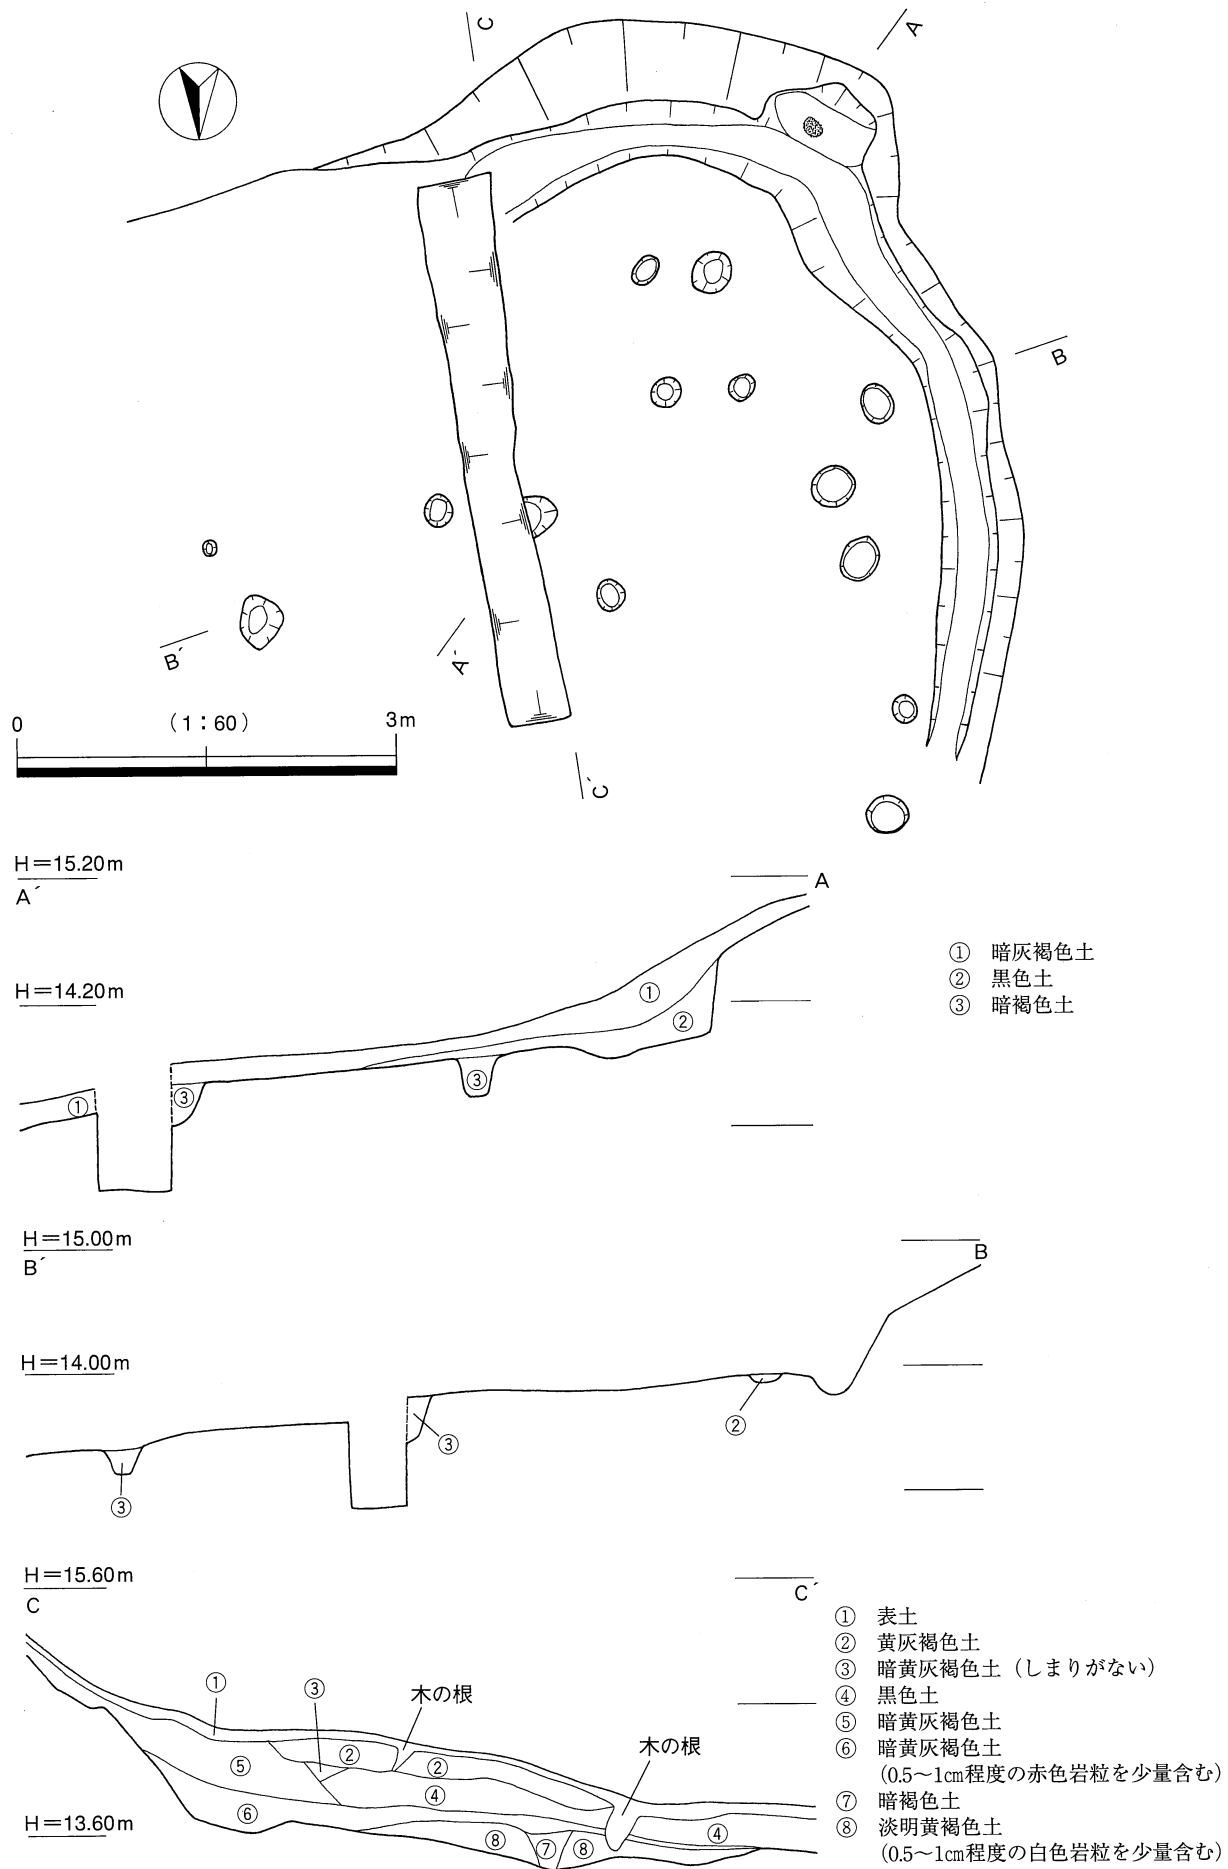 C
A
B
B´
A´
C´
0 (1:60) 3m
H=15.20m
A´
A
H=14.20m
①
②
③
③
①
① 暗灰褐色土
② 黒色土
③ 暗褐色土
H=15.00m
B´
B
H=14.00m
②
③
③
H=15.60m
C
C´
①
③
木の根
木の根
②
②
⑤
④
⑥
④
⑧
⑦
⑧
H=13.60m
① 表土
② 黄灰褐色土
③ 暗黄灰褐色土(しまりがない)
④ 黒色土
⑤ 暗黄灰褐色土
⑥ 暗黄灰褐色土
(0.5~1cm程度の赤色岩粒を少量含む)
⑦ 暗褐色土
⑧ 淡明黄褐色土
(0.5~1cm程度の白色岩粒を少量含む)